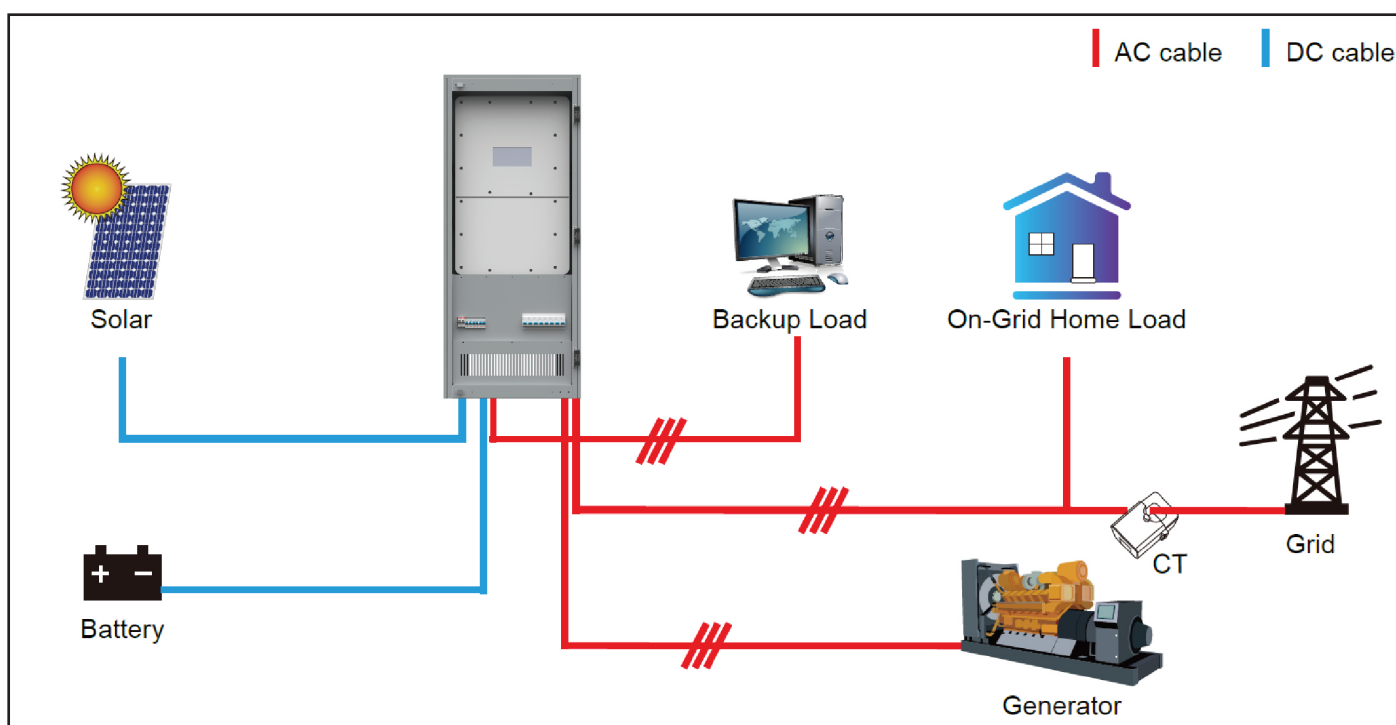 AC cable
DC cable
Solar
Backup Load
On-Grid Home Load
CT
Grid
Battery
Generator